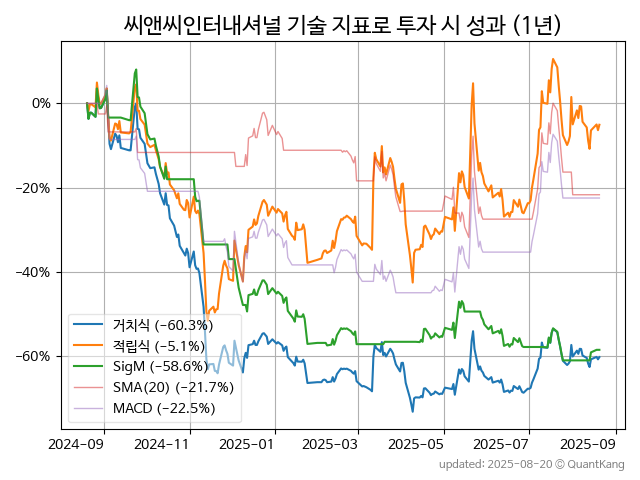 씨앤씨인터내셔널 기술 지표로 투자 시 성과 (1년)
0%
−20%
−40%
−60%
거치식 (−60.3%)
적립식 (−5.1%)
SigM (−58.6%)
SMA(20) (−21.7%)
MACD (−22.5%)
2024-09 2024-11 2025-01 2025-03 2025-05 2025-07 2025-09
updated: 2025-08-20 © QuantKang